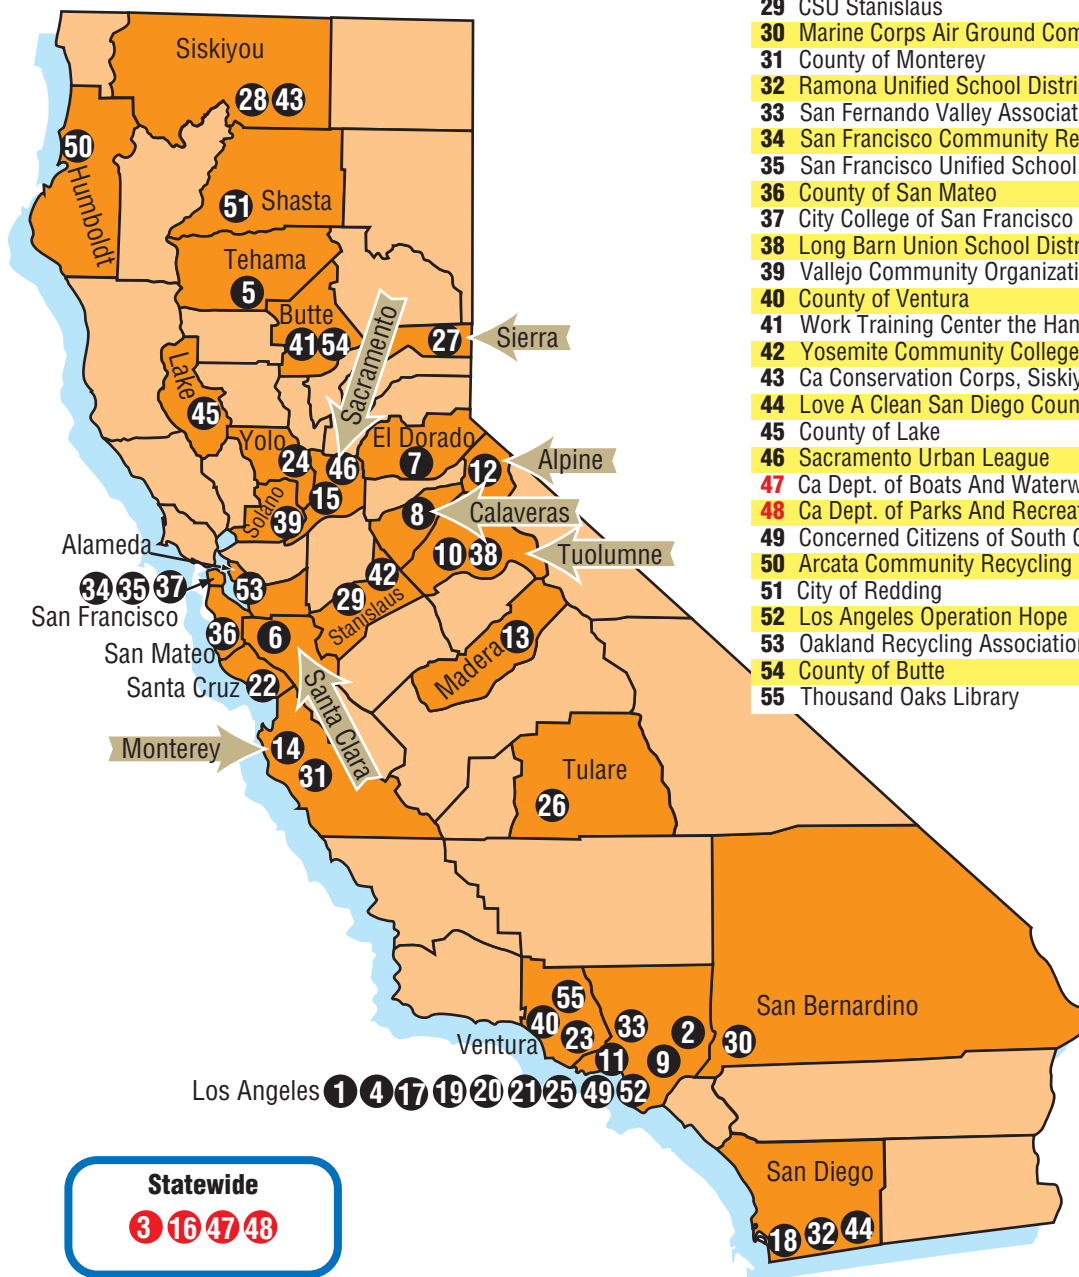 Siskiyou
28 43
50
Humboldt
51 Shasta
Tehama
5
Butte
41 54
Sacramento
27
Sierra
Lake
45
Yolo
24
46
El Dorado
7
12
Alpine
15
Solano
39
8
Calaveras
10 38
Tuolumne
Alameda
34 35 37
San Francisco
53
42
29
Stanislaus
36
San Mateo
6
13
Madera
Santa Cruz 22
Santa Clara
Monterey
14
31
Tulare
26
San Bernardino
30
55
40
23
Ventura
33
2
11
9
Los Angeles 1 4 17 19 20 21 25 49 52
San Diego
18 32 44
Statewide
3 16 47 48
29 CSU Stanislaus
30 Marine Corps Air Ground Com
31 County of Monterey
32 Ramona Unified School Distri
33 San Fernando Valley Associat
34 San Francisco Community Re
35 San Francisco Unified School
36 County of San Mateo
37 City College of San Francisco
38 Long Barn Union School Distr
39 Vallejo Community Organizati
40 County of Ventura
41 Work Training Center the Han
42 Yosemite Community College
43 Ca Conservation Corps, Siskiy
44 Love A Clean San Diego Coun
45 County of Lake
46 Sacramento Urban League
47 Ca Dept. of Boats And Waterw
48 Ca Dept. of Parks And Recreat
49 Concerned Citizens of South C
50 Arcata Community Recycling
51 City of Redding
52 Los Angeles Operation Hope
53 Oakland Recycling Association
54 County of Butte
55 Thousand Oaks Library